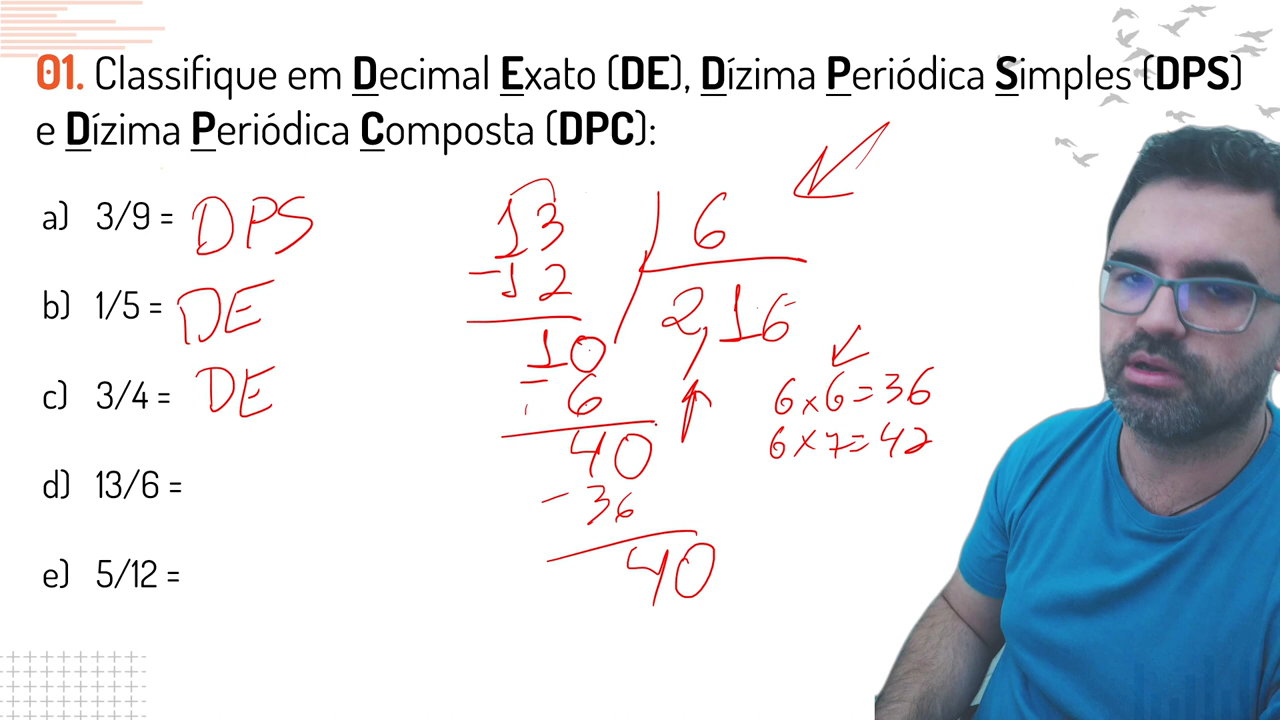 01. Classifique em Decimal Exato (DE), Dízima Periódica Simples (DPS)
e Dízima Periódica Composta (DPC):
a) 3/9 = DPS
b) 1/5 = DE
c) 3/4 = DE
d) 13/6 =
e) 5/12 =
13 6
-12 2,16
10
- 6
40
- 36
40
6x6=36
6x7=42